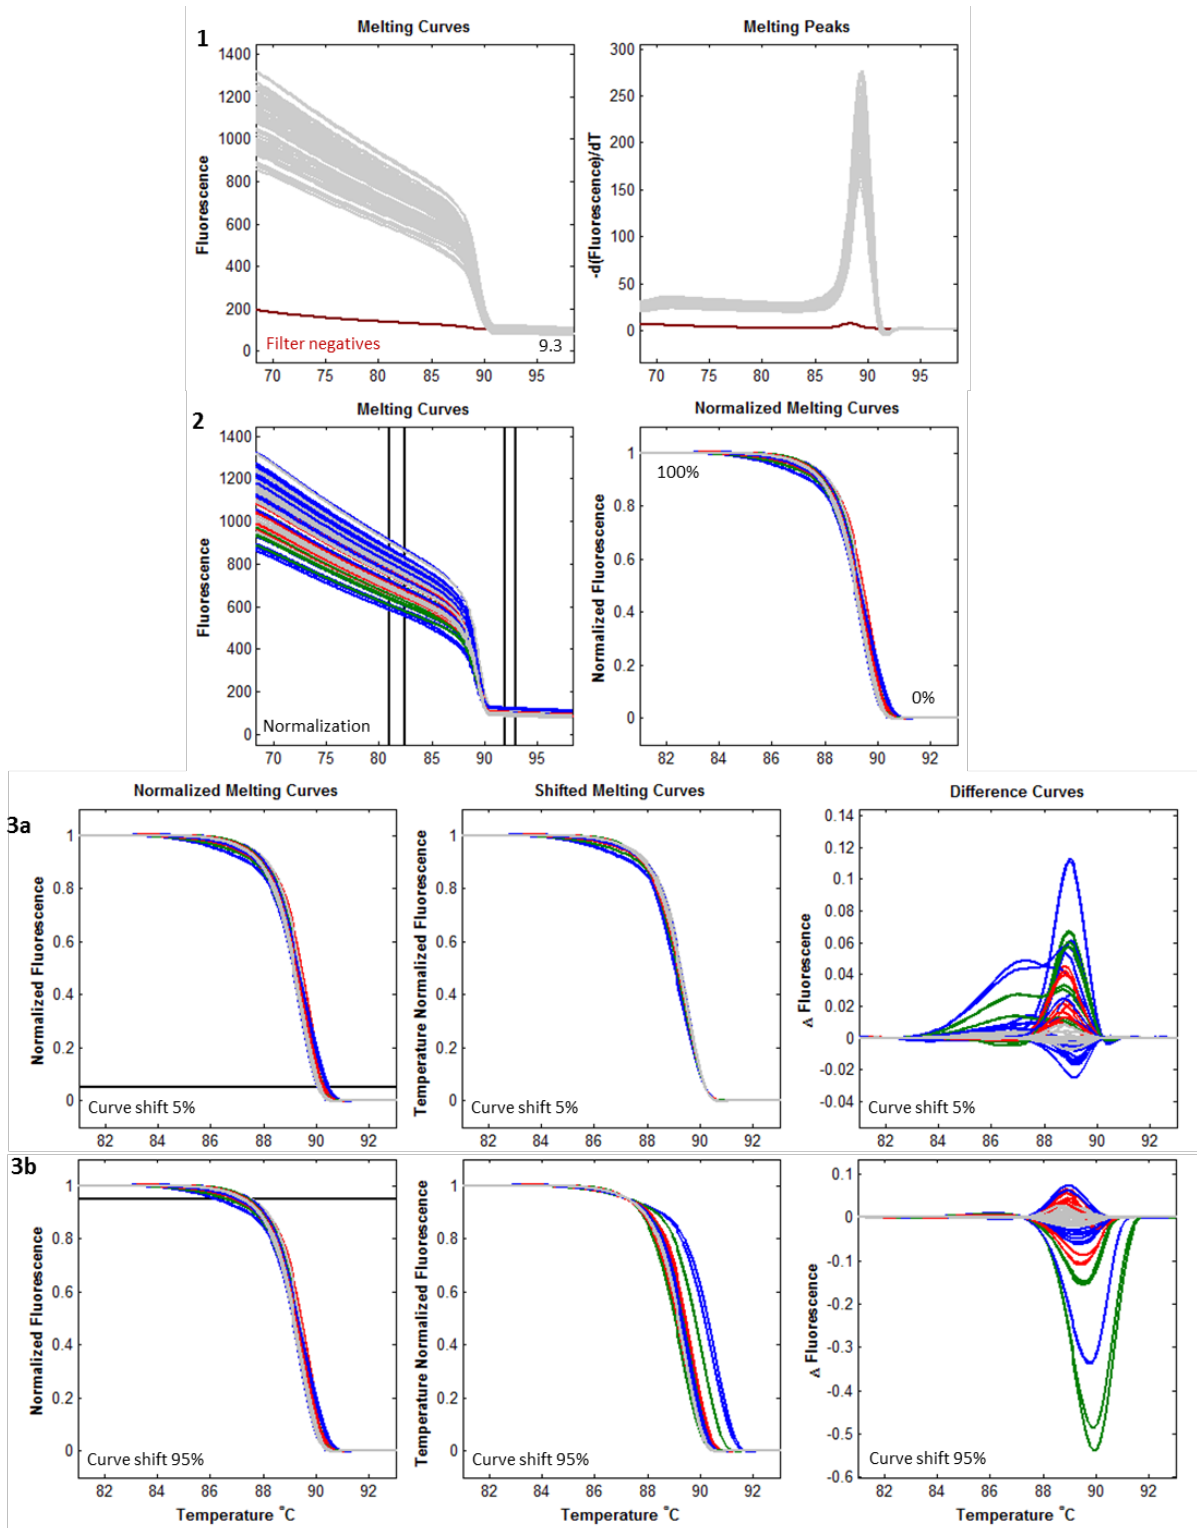 1
Melting Curves
Melting Peaks
1400
1200
1000
800
600
400
200
0
Fluorescence
Filter negatives
9.3
70 75 80 85 90 95
300
250
200
150
100
50
0
-d(Fluorescence)/dT
70 75 80 85 90 95
2
Melting Curves
Normalized Melting Curves
1400
1200
1000
800
600
400
200
0
Fluorescence
Normalization
70 75 80 85 90 95
1
0.8
0.6
0.4
0.2
0
Normalized Fluorescence
100%
0%
82 84 86 88 90 92
3a
Normalized Melting Curves
Shifted Melting Curves
Difference Curves
1
0.8
0.6
0.4
0.2
0
Normalized Fluorescence
Curve shift 5%
82 84 86 88 90 92
1
0.8
0.6
0.4
0.2
0
Temperature Normalized Fluorescence
Curve shift 5%
82 84 86 88 90 92
0.14
0.12
0.1
0.08
0.06
0.04
0.02
0
-0.02
-0.04
Δ Fluorescence
Curve shift 5%
82 84 86 88 90 92
3b
1
0.8
0.6
0.4
0.2
0
Normalized Fluorescence
Curve shift 95%
82 84 86 88 90 92
Temperature °C
1
0.8
0.6
0.4
0.2
0
Temperature Normalized Fluorescence
Curve shift 95%
82 84 86 88 90 92
Temperature °C
0.1
0
-0.1
-0.2
-0.3
-0.4
-0.5
-0.6
Δ Fluorescence
Curve shift 95%
82 84 86 88 90 92
Temperature °C